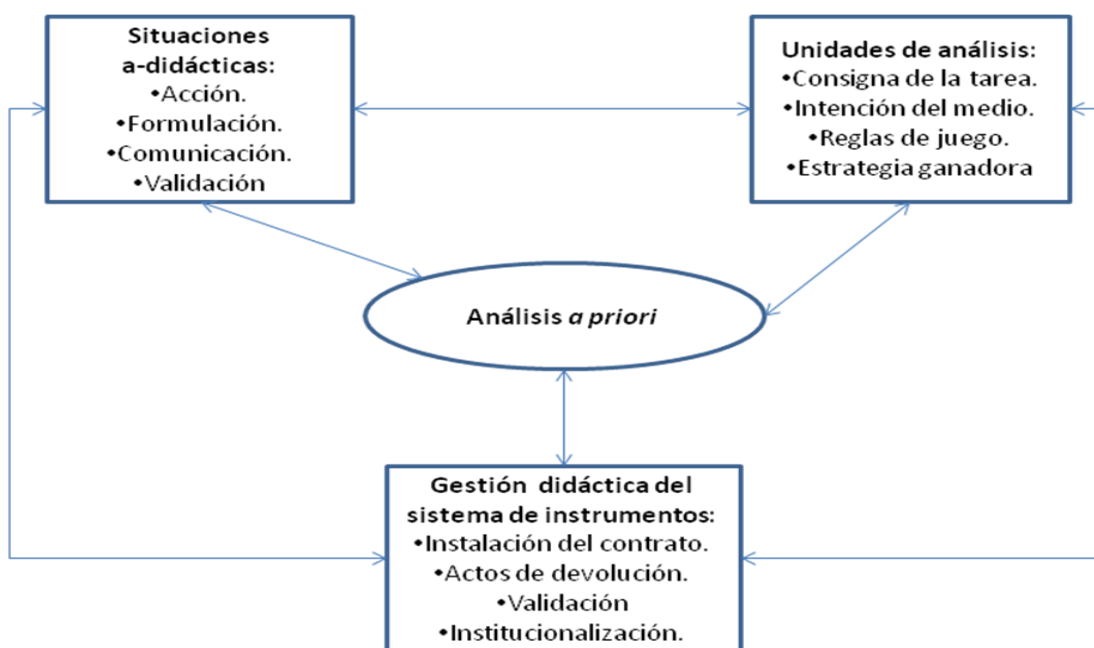 Situaciones
a-didácticas:
•Acción.
•Formulación.
•Comunicación.
•Validación
Unidades de análisis:
•Consigna de la tarea.
•Intención del medio.
•Reglas de juego.
•Estrategia ganadora
Análisis a priori
Gestión didáctica del
sistema de instrumentos:
•Instalación del contrato.
•Actos de devolución.
•Validación
•Institucionalización.